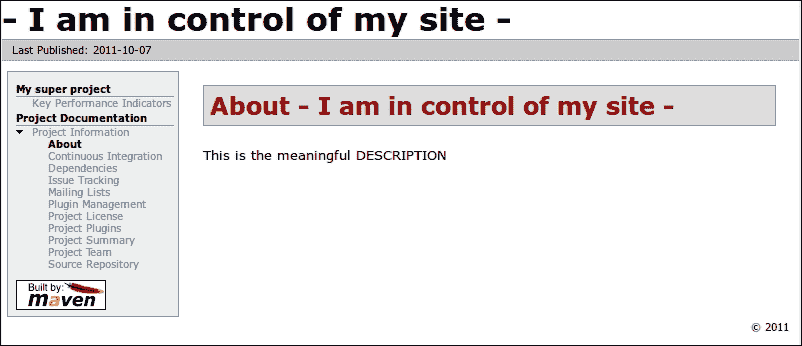 - I am in control of my site -
Last Published: 2011-10-07
My super project
Key Performance Indicators
Project Documentation
Project Information
About
Continuous Integration
Dependencies
Issue Tracking
Mailing Lists
Plugin Management
Project License
Project Plugins
Project Summary
Project Team
Source Repository
Built by:
maven
About - I am in control of my site -
This is the meaningful DESCRIPTION
© 2011